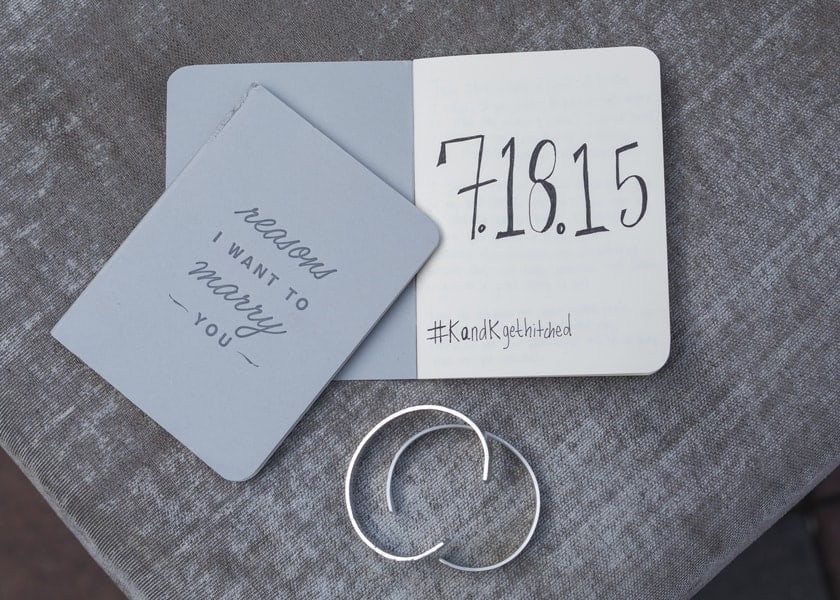 reasons
I WANT TO
marry
YOU
7.18.15
#KandKgethitched